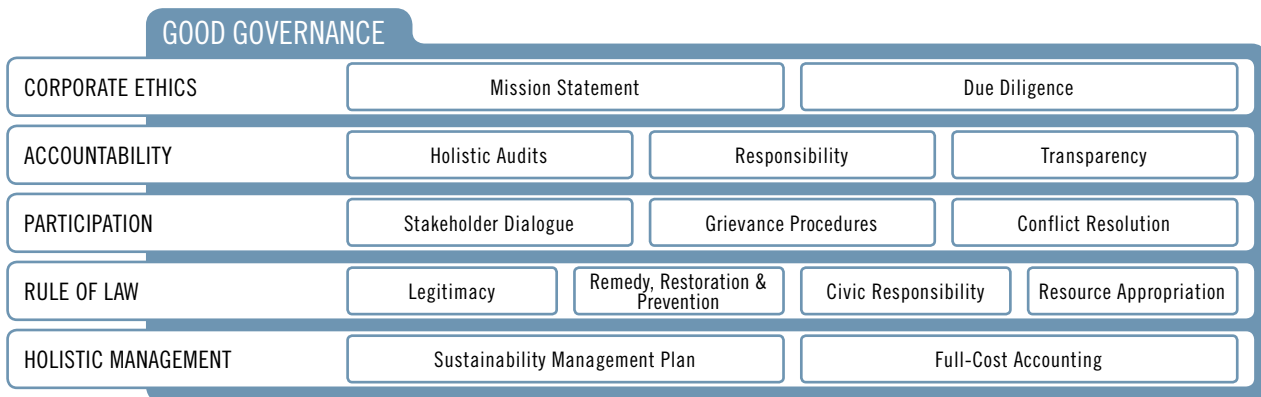 GOOD GOVERNANCE
CORPORATE ETHICS
Mission Statement
Due Diligence
ACCOUNTABILITY
Holistic Audits
Responsibility
Transparency
PARTICIPATION
Stakeholder Dialogue
Grievance Procedures
Conflict Resolution
RULE OF LAW
Legitimacy
Remedy, Restoration &
Prevention
Civic Responsibility
Resource Appropriation
HOLISTIC MANAGEMENT
Sustainability Management Plan
Full-Cost Accounting